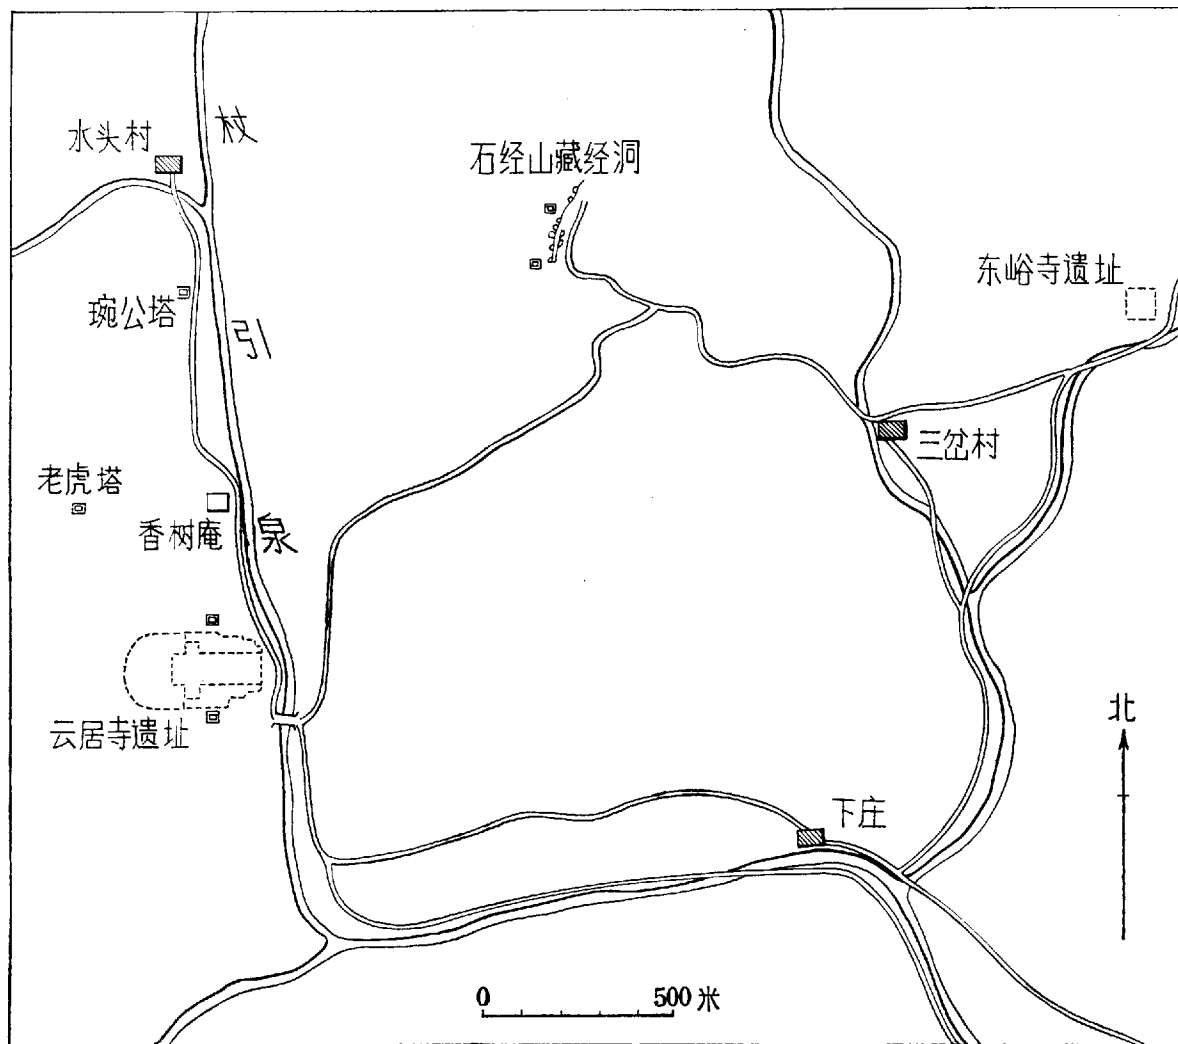 杖
水头村
石经山藏经洞
东峪寺遗址
琬公塔
引
三岔村
老虎塔
香树庵
泉
云居寺遗址
北
下庄
0 500米